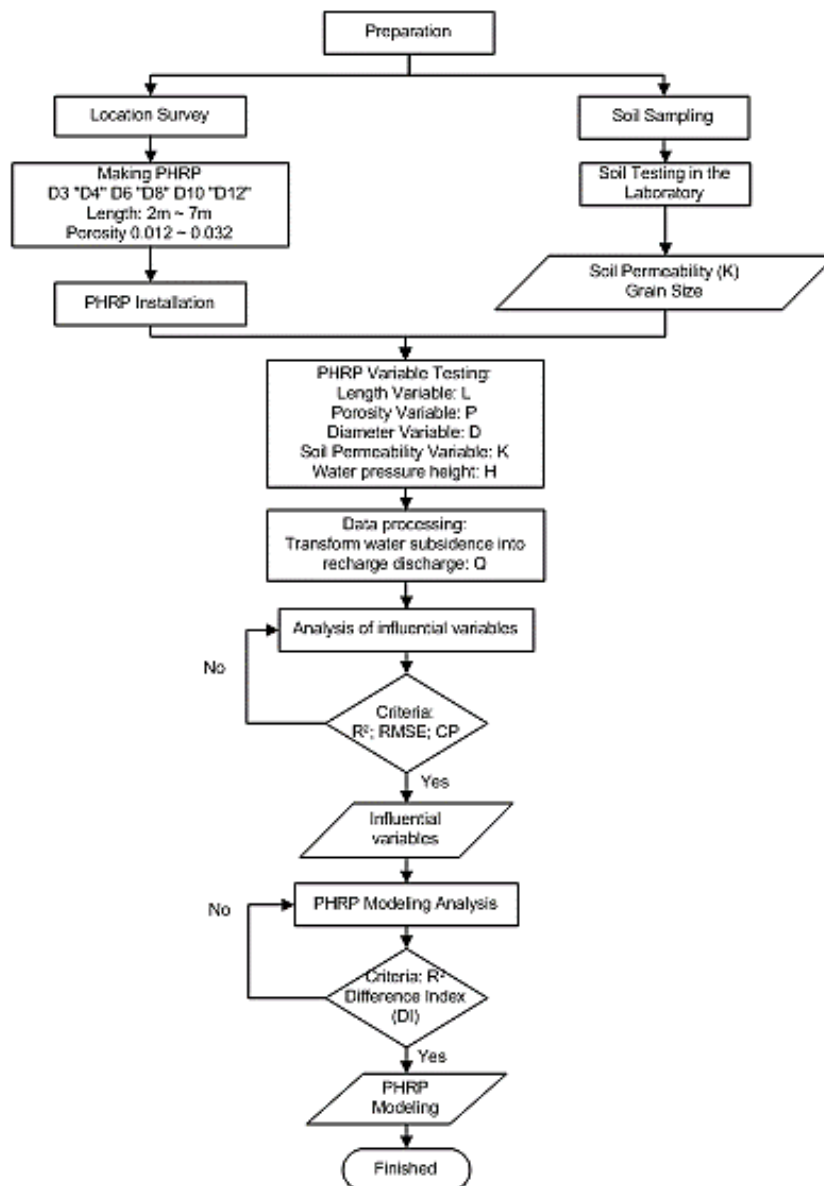 Preparation
Location Survey
Soil Sampling
Making PHRP
D3 "D4" D6 "D8" D10 "D12"
Length: 2m ~ 7m
Porosity 0.012 ~ 0.032
Soil Testing in the
Laboratory
PHRP Installation
Soil Permeability (K)
Grain Size
PHRP Variable Testing:
Length Variable: L
Porosity Variable: P
Diameter Variable: D
Soil Permeability Variable: K
Water pressure height: H
Data processing:
Transform water subsidence into
recharge discharge: Q
Analysis of influential variables
No
Criteria:
R²; RMSE; CP
Yes
Influential
variables
No
PHRP Modeling Analysis
Criteria: R²
Difference Index
(DI)
Yes
PHRP
Modeling
Finished